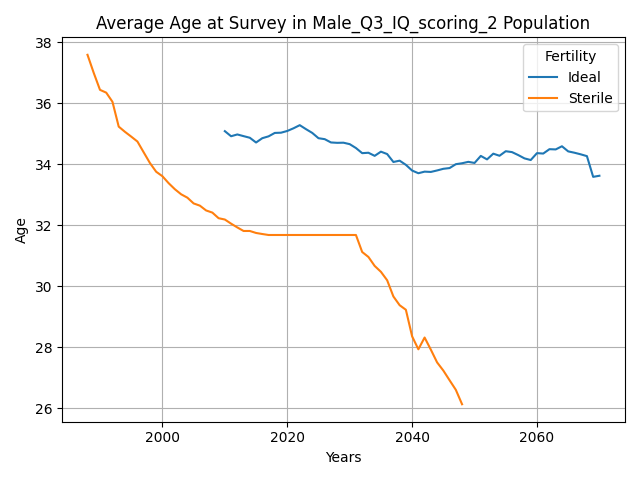 Average Age at Survey in Male_Q3_IQ_scoring_2 Population
Fertility
Ideal
Sterile
Age
38
36
34
32
30
28
26
2000
2020
2040
2060
Years